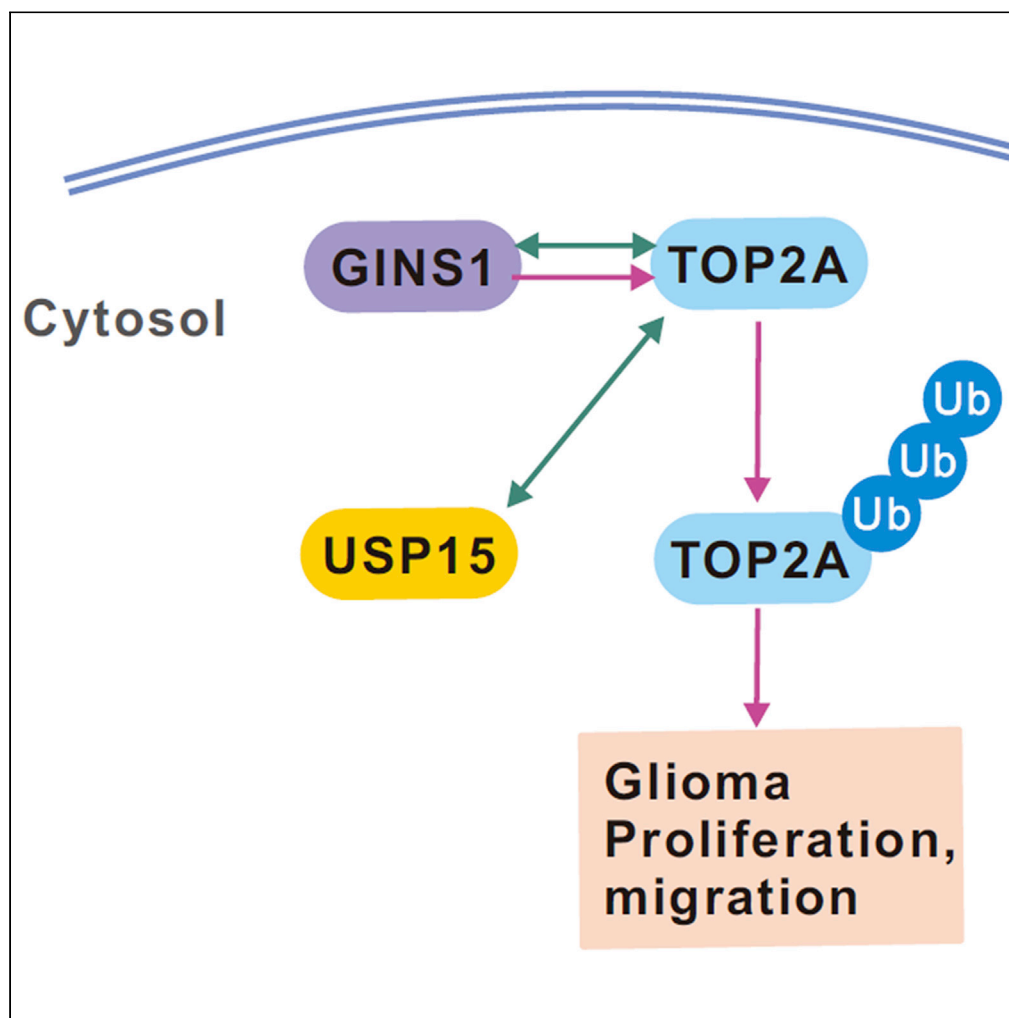 GINS1
TOP2A
Cytosol
Ub
Ub
Ub
USP15
TOP2A
Glioma
Proliferation,
migration